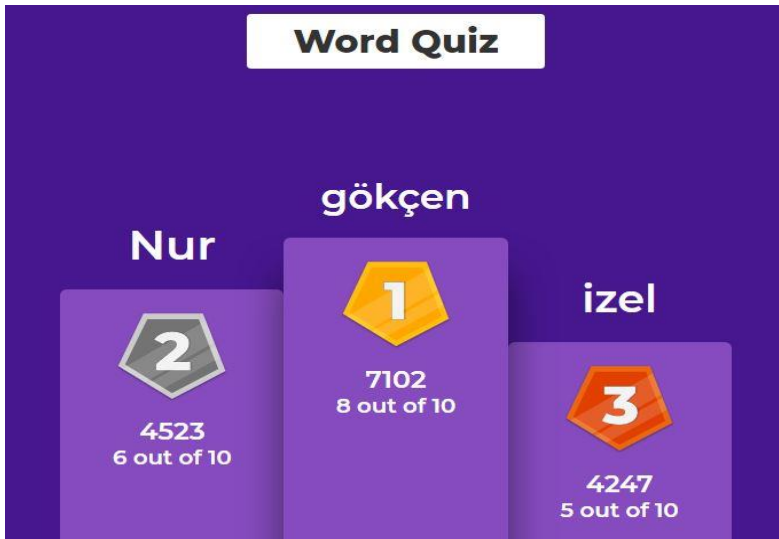 Word Quiz
gökçen
1
7102
8 out of 10
Nur
2
4523
6 out of 10
izel
3
4247
5 out of 10